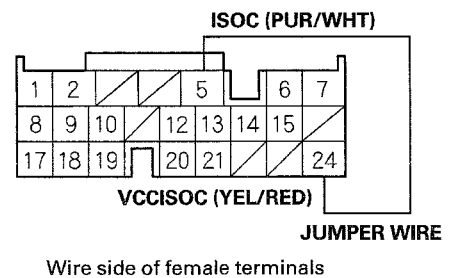 ISOC (PUR/WHT)
1 2 5 6 7
8 9 10 12 13 14 15
17 18 19 20 21 24
VCCISOC (YEL/RED)
JUMPER WIRE
Wire side of female terminals